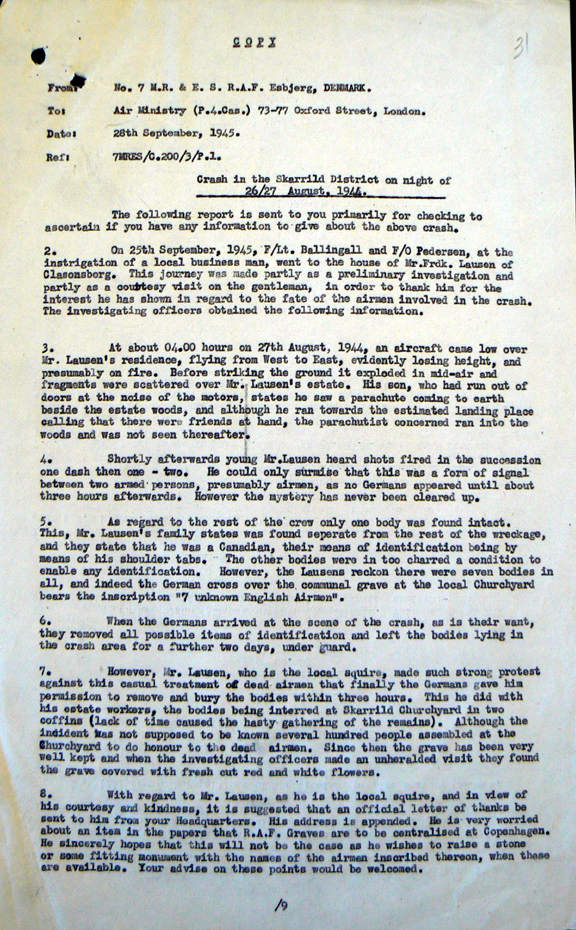 COPY
31
From: No. 7 M.R. & E. S. R.A.F. Esbjerg, DENMARK.
To: Air Ministry (P.4.Cas.) 73-77 Oxford Street, London.
Date: 28th September, 1945.
Ref: 7MRES/C.200/3/P.1.
Crash in the Skarrild District on night of
26/27 August, 1944.
The following report is sent to you primarily for checking to
ascertain if you have any information to give about the above crash.
2. On 25th September, 1945, F/Lt. Ballingall and F/O Pedersen, at the
instrigation of a local business man, went to the house of Mr.Frdk. Lausen of
Clasonsberg. This journey was made partly as a preliminary investigation and
partly as a courtesy visit on the gentleman, in order to thank him for the
interest he has shown in regard to the fate of the airmen involved in the crash.
The investigating officers obtained the following information.
3. At about 04.00 hours on 27th August, 1944, an aircraft came low over
Mr. Lausen's residence, flying from West to East, evidently losing height, and
presumably on fire. Before striking the ground it exploded in mid-air and
fragments were scattered over Mr. Lausen's estate. His son, who had run out of
doors at the noise of the motors, states he saw a parachute coming to earth
beside the estate woods, and although he ran towards the estimated landing place
calling that there were friends at hand, the parachutist concerned ran into the
woods and was not seen thereafter.
4. Shortly afterwards young Mr.Lausen heard shots fired in the succession
one dash then one - two. He could only surmise that this was a form of signal
between two armed persons, presumably airmen, as no Germans appeared until about
three hours afterwards. However the mystery has never been cleared up.
5. As regard to the rest of the crew only one body was found intact.
This, Mr. Lausen's family states was found seperate from the rest of the wreckage,
and they state that he was a Canadian, their means of identification being by
means of his shoulder tabs. The other bodies were in too charred a condition to
enable any identification. However, the Lausens reckon there were seven bodies in
all, and indeed the German cross over the communal grave at the local Churchyard
bears the inscription "7 unknown English Airmen".
6. When the Germans arrived at the scene of the crash, as is their want,
they removed all possible items of identification and left the bodies lying in
the crash area for a further two days, under guard.
7. However, Mr. Lausen, who is the local squire, made such strong protest
against this casual treatment of dead airmen that finally the Germans gave him
permission to remove and bury the bodies within three hours. This he did with
his estate workers, the bodies being interred at Skarrild Churchyard in two
coffins (lack of time caused the hasty gathering of the remains). Although the
incident was not supposed to be known several hundred people assembled at the
Churchyard to do honour to the dead airmen. Since then the grave has been very
well kept and when the investigating officers made an unheralded visit they found
the grave covered with fresh cut red and white flowers.
8. With regard to Mr. Lausen, as he is the local squire, and in view of
his courtesy and kindness, it is suggested that an official letter of thanks be
sent to him from your Headquarters. His address is appended. He is very worried
about an item in the papers that R.A.F. Graves are to be centralised at Copenhagen.
He sincerely hopes that this will not be the case as he wishes to raise a stone
or some fitting monument with the names of the airmen inscribed thereon, when these
are available. Your advise on these points would be welcomed.
/9